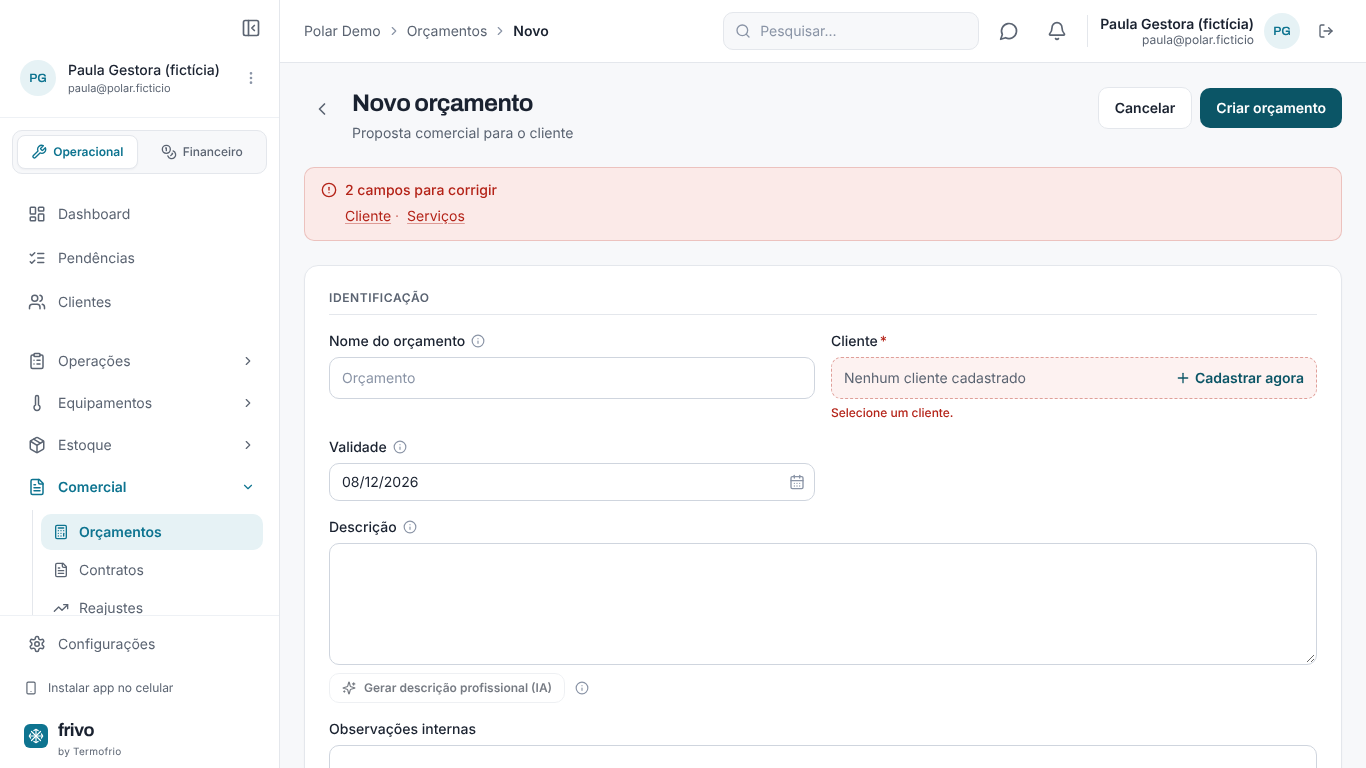 Polar Demo > Orçamentos > Novo
Pesquisar...
Paula Gestora (fictícia)
paula@polar.ficticio
PG
PG
Paula Gestora (fictícia)
paula@polar.ficticio
Operacional
Financeiro
Dashboard
Pendências
Clientes
Operações
Equipamentos
Estoque
Comercial
Orçamentos
Contratos
Reajustes
Configurações
Instalar app no celular
frivo
by Termofrio
Novo orçamento
Proposta comercial para o cliente
Cancelar
Criar orçamento
2 campos para corrigir
Cliente · Serviços
IDENTIFICAÇÃO
Nome do orçamento
Orçamento
Cliente*
Nenhum cliente cadastrado
+ Cadastrar agora
Selecione um cliente.
Validade
08/12/2026
Descrição
Gerar descrição profissional (IA)
Observações internas